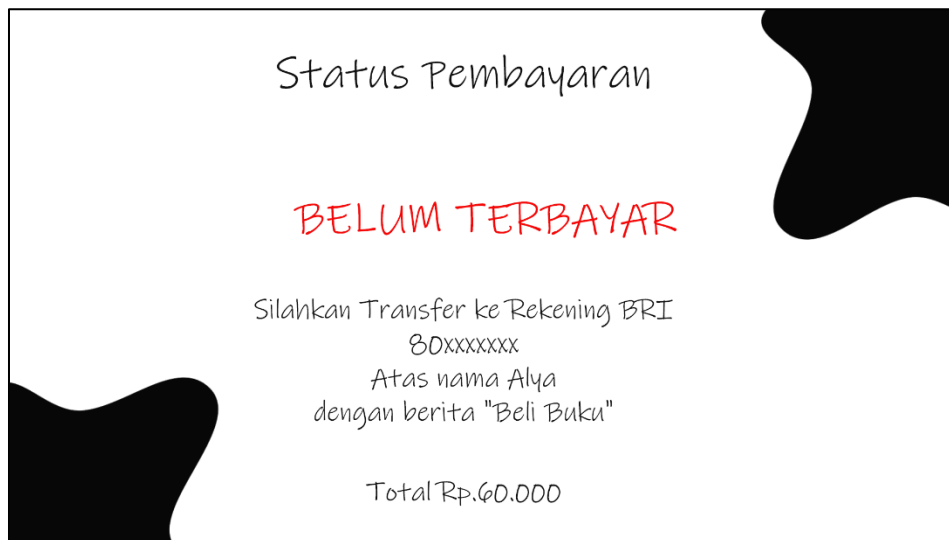 Status Pembayaran
BELUM TERBAYAR
Silahkan Transfer ke Rekening BRI
80xxxxxxx
Atas nama Alya
dengan berita "Beli Buku"
Total Rp.60.000